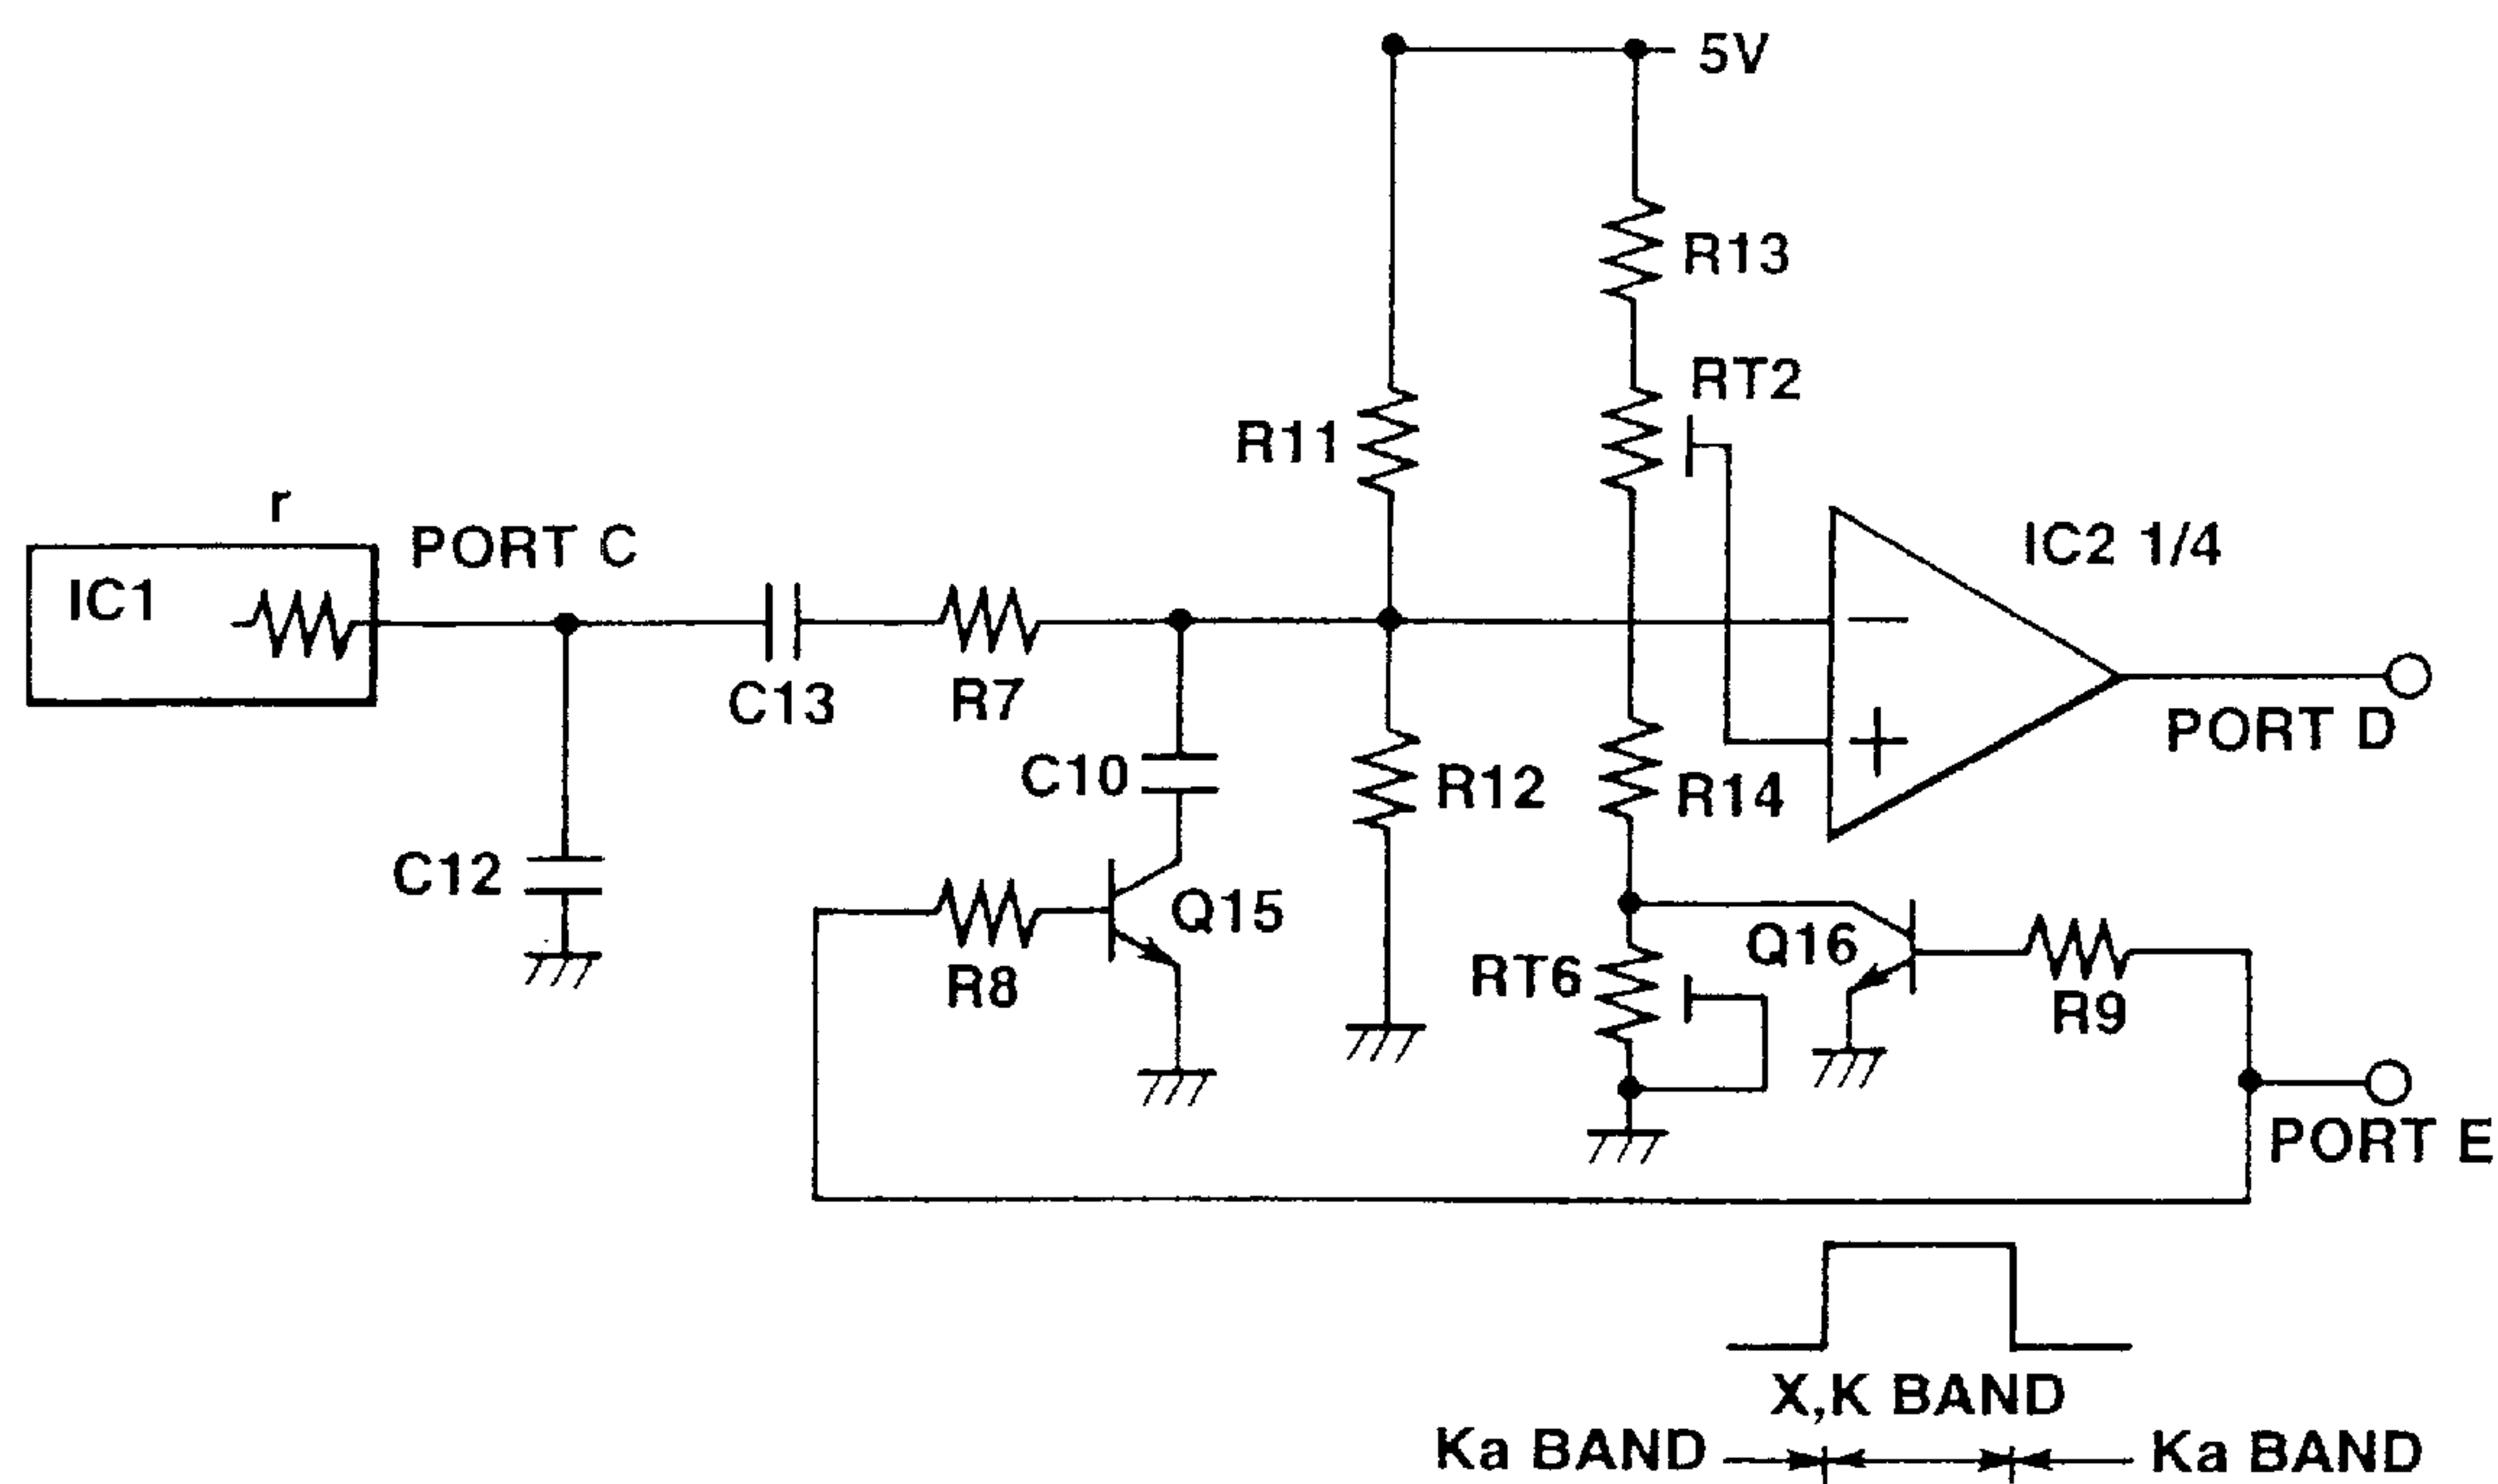 5V
R13
RT2
R11
r
PORT C
IC2 1/4
IC1
−
C13
R7
PORT D
+
C10
R12
R14
C12
Q15
Q16
R8
RT6
R9
PORT E
X,K BAND
Ka BAND
Ka BAND